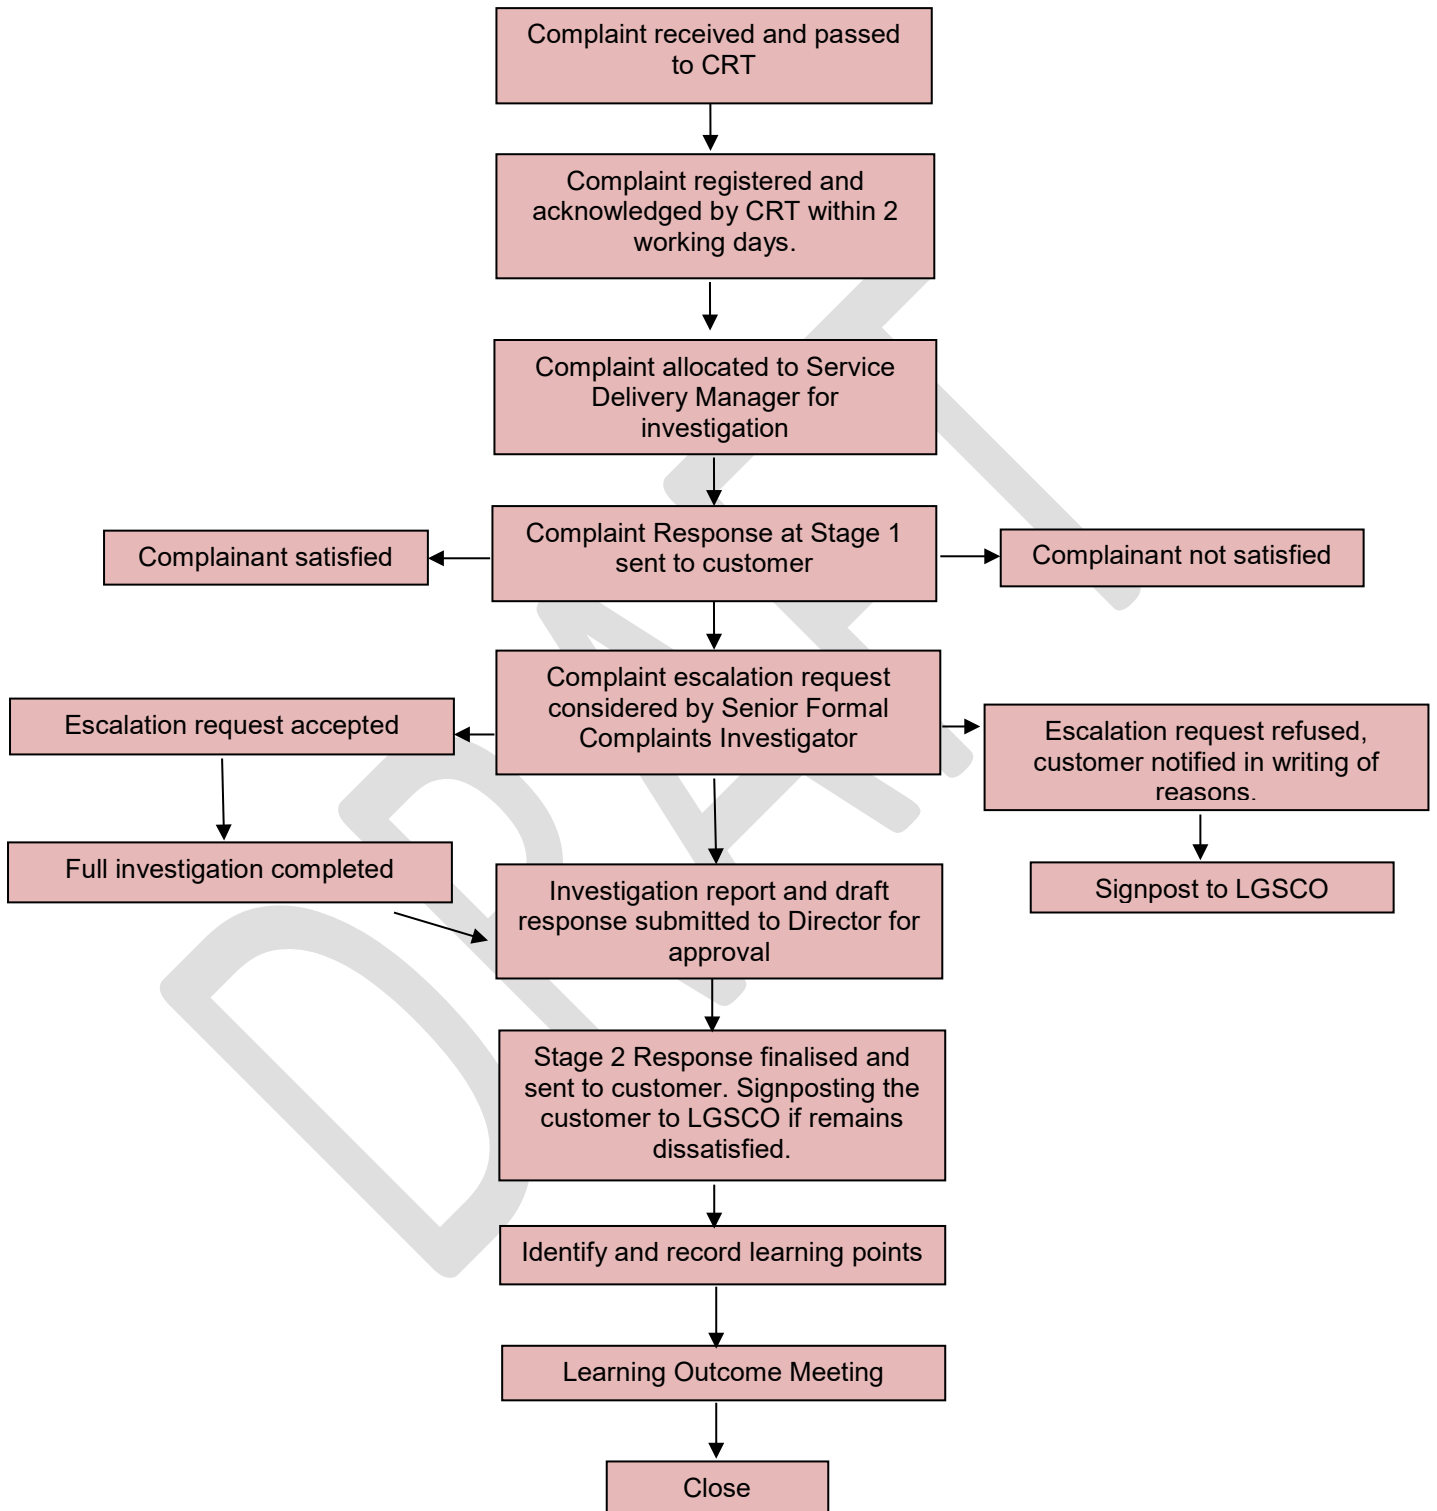 Complaint received and passed
to CRT
Complaint registered and
acknowledged by CRT within 2
working days.
Complaint allocated to Service
Delivery Manager for
investigation
Complaint Response at Stage 1
sent to customer
Complainant satisfied
Complainant not satisfied
Complaint escalation request
considered by Senior Formal
Complaints Investigator
Escalation request accepted
Escalation request refused,
customer notified in writing of
reasons.
Full investigation completed
Signpost to LGSCO
Investigation report and draft
response submitted to Director for
approval
Stage 2 Response finalised and
sent to customer. Signposting the
customer to LGSCO if remains
dissatisfied.
Identify and record learning points
Learning Outcome Meeting
Close
DRAFT